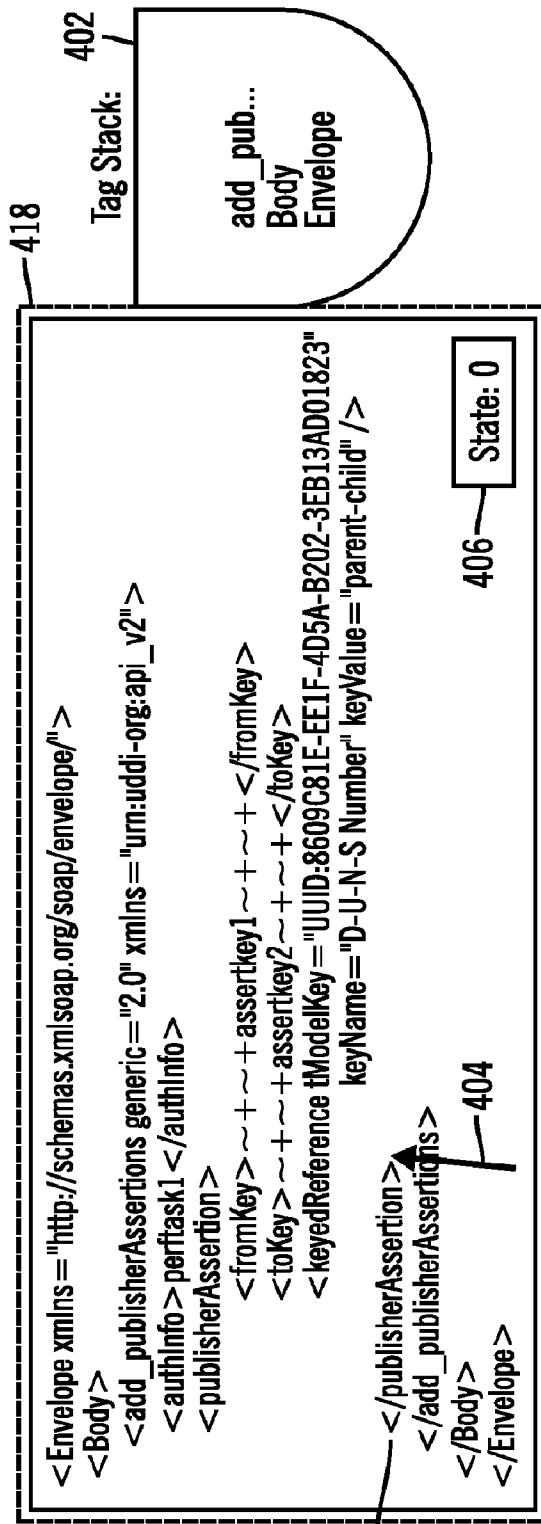 418
<Envelope xmlns="http://schemas.xmlsoap.org/soap/envelope/">
<Body>
<add_publisherAssertions generic="2.0" xmlns="urn:uddi-org:api_v2">
<authInfo>perftask1</authInfo>
<publisherAssertion>
<fromKey>~+~+assertkey1~+~+</fromKey>
<toKey>~+~+assertkey2~+~+</toKey>
<keyedReference tModelKey="UUID:8609C81E-EE1F-4D5A-B202-3EB13AD01823"
keyName="D-U-N-S Number" keyValue="parent-child" />
</publisherAssertion>
</add_publisherAssertions>
</Body>
</Envelope>
404
406
State: 0
Tag Stack:
402
add_pub...
Body
Envelope